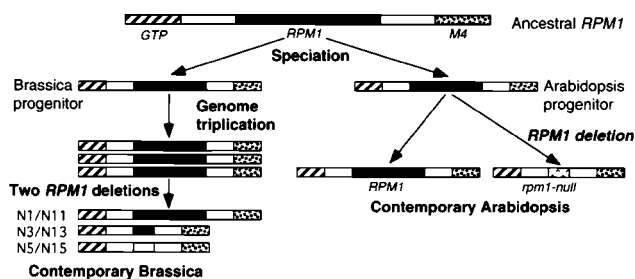 Ancestral RPM1
GTP
RPM1
M4
Speciation
Brassica
progenitor
Arabidopsis
progenitor
Genome
triplication
RPM1 deletion
Two RPM1 deletions
RPM1
rpm1-null
Contemporary Arabidopsis
N1/N11
N3/N13
N5/N15
Contemporary Brassica